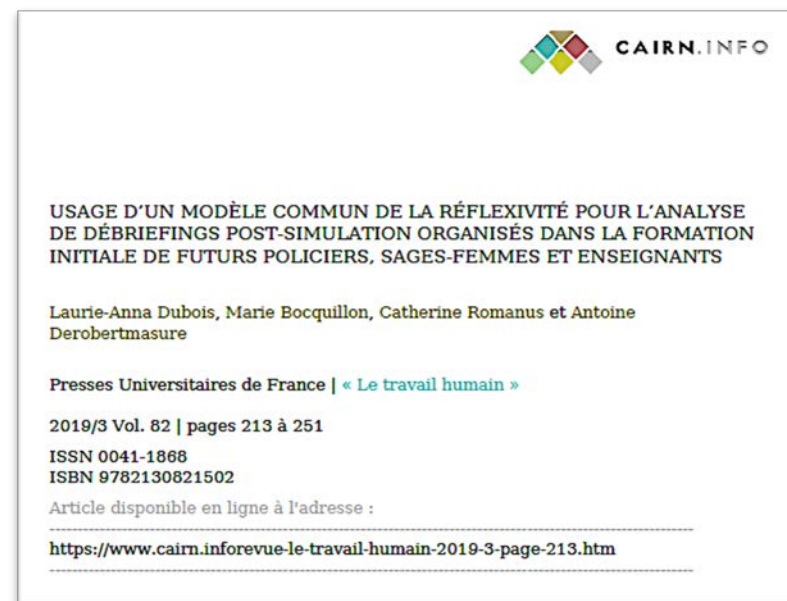 CAIRN.INFO
USAGE D'UN MODÈLE COMMUN DE LA RÉFLEXIVITÉ POUR L'ANALYSE
DE DÉBRIEFINGS POST-SIMULATION ORGANISÉS DANS LA FORMATION
INITIALE DE FUTURS POLICIERS, SAGES-FEMMES ET ENSEIGNANTS
Laurie-Anna Dubois, Marie Bocquillon, Catherine Romanus et Antoine
Derobertmasure
Presses Universitaires de France | « Le travail humain »
2019/3 Vol. 82 | pages 213 à 251
ISSN 0041-1868
ISBN 9782130821502
Article disponible en ligne à l'adresse :
https://www.cairn.inforevue-le-travail-humain-2019-3-page-213.htm